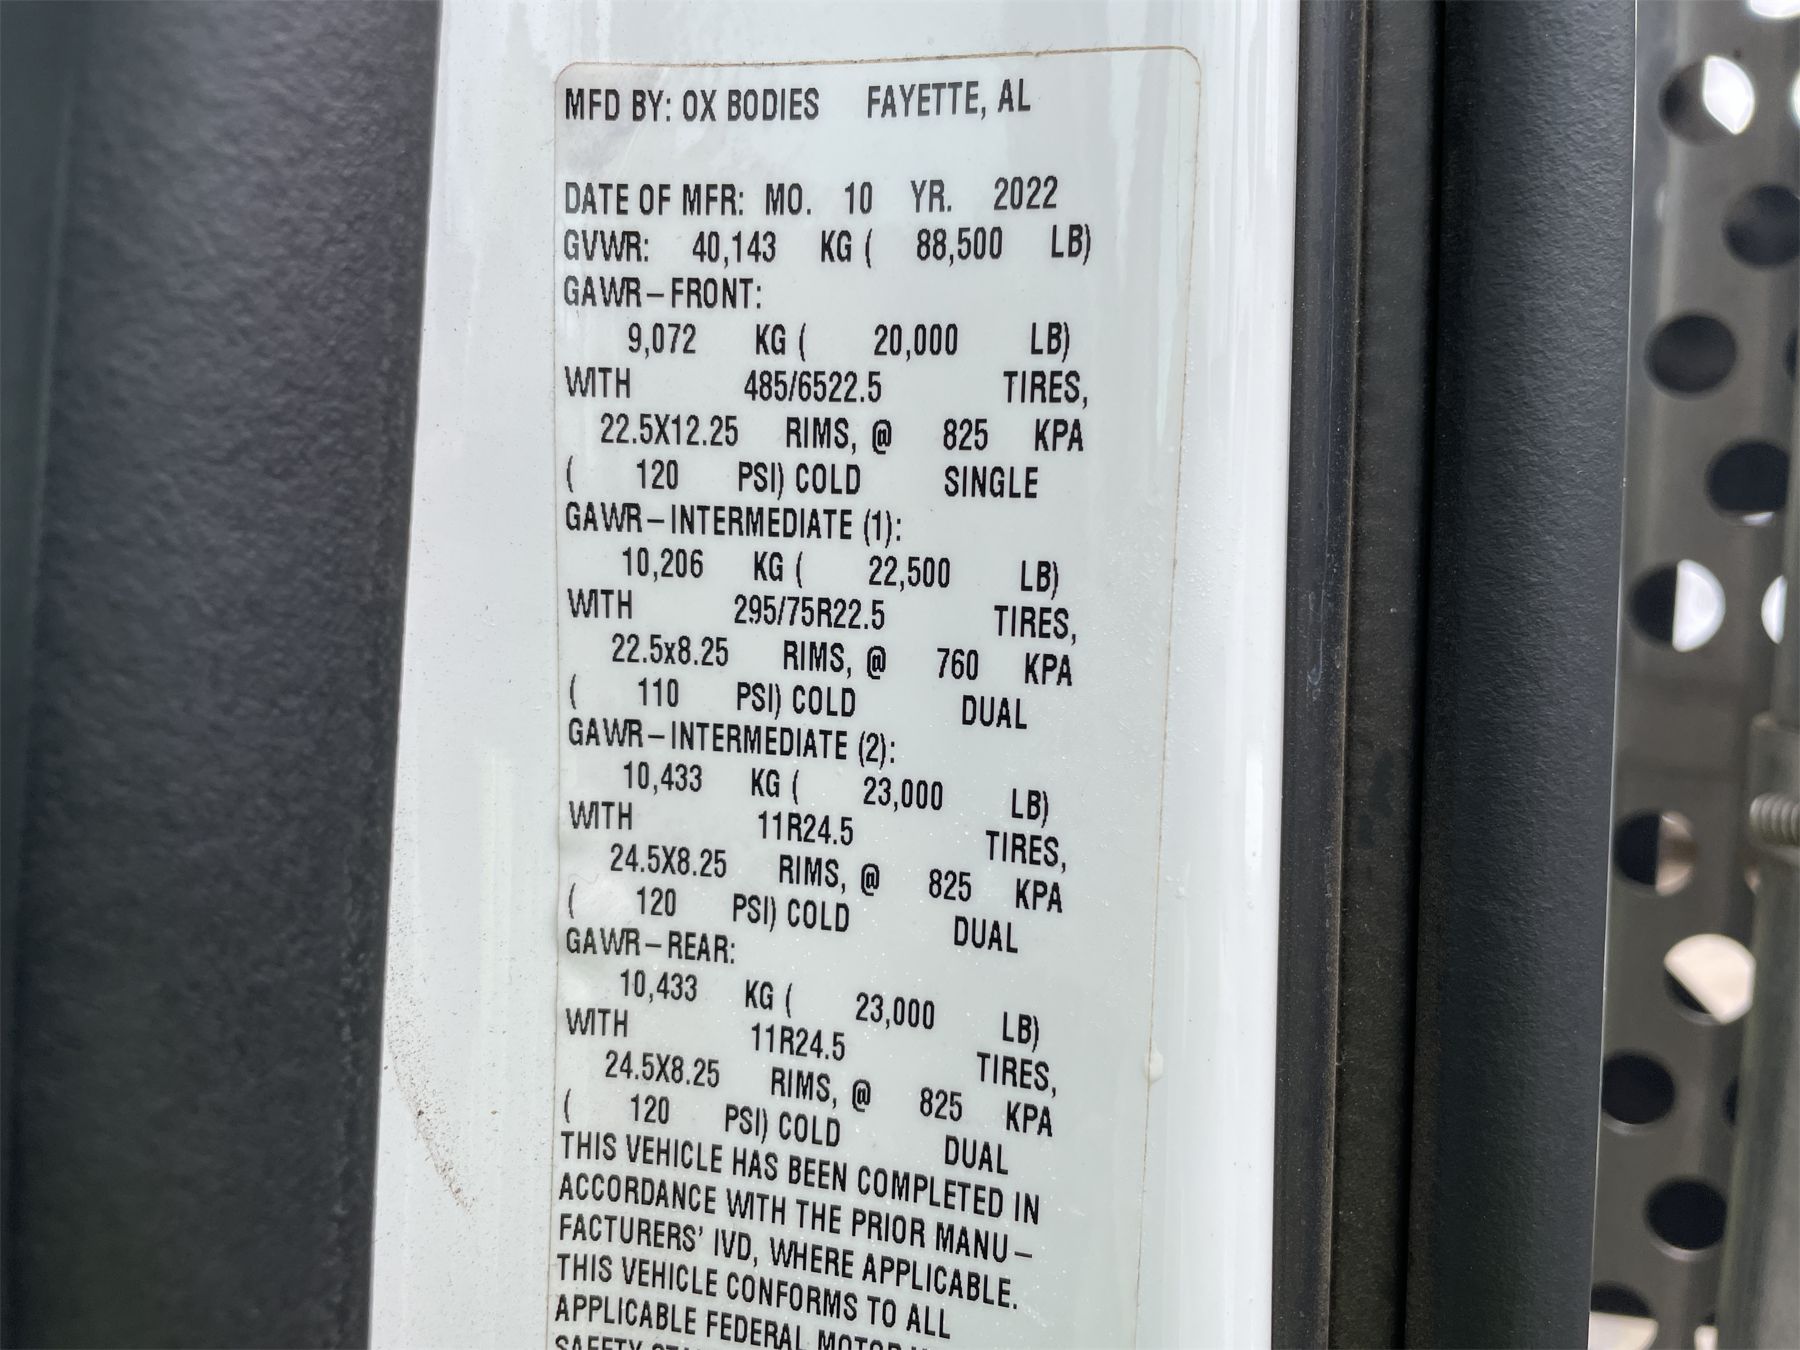 MFD BY: OX BODIES FAYETTE, AL
DATE OF MFR: MO. 10 YR. 2022
GVWR: 40,143 KG ( 88,500 LB)
GAWR-FRONT:
9,072 KG ( 20,000 LB)
WITH 485/6522.5 TIRES,
22.5X12.25 RIMS, @ 825 KPA
( 120 PSI) COLD SINGLE
GAWR-INTERMEDIATE (1):
10,206 KG ( 22,500 LB)
WITH 295/75R22.5 TIRES,
22.5x8.25 RIMS, @ 760 KPA
( 110 PSI) COLD DUAL
GAWR-INTERMEDIATE (2):
10,433 KG ( 23,000 LB)
WITH 11R24.5 TIRES,
24.5X8.25 RIMS, @ 825 KPA
( 120 PSI) COLD DUAL
GAWR-REAR:
10,433 KG ( 23,000 LB)
WITH 11R24.5 TIRES,
24.5X8.25 RIMS, @ 825 KPA
( 120 PSI) COLD DUAL
THIS VEHICLE HAS BEEN COMPLETED IN
ACCORDANCE WITH THE PRIOR MANU-
FACTURERS' IVD, WHERE APPLICABLE.
THIS VEHICLE CONFORMS TO ALL
APPLICABLE FEDERAL MOTOR